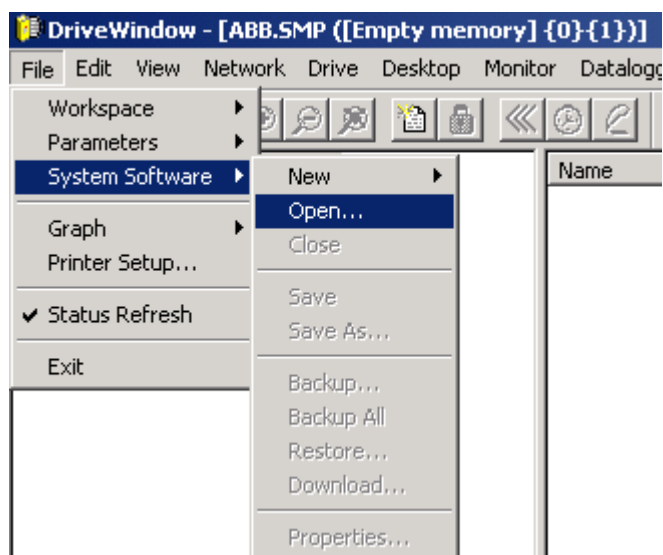 DriveWindow - [ABB.SMP ([Empty memory] {0}{1})]
File Edit View Network Drive Desktop Monitor Datalogg
Workspace
Parameters
System Software
Graph
Printer Setup...
Status Refresh
Exit
New
Open...
Close
Save
Save As...
Backup...
Backup All
Restore...
Download...
Properties...
Name